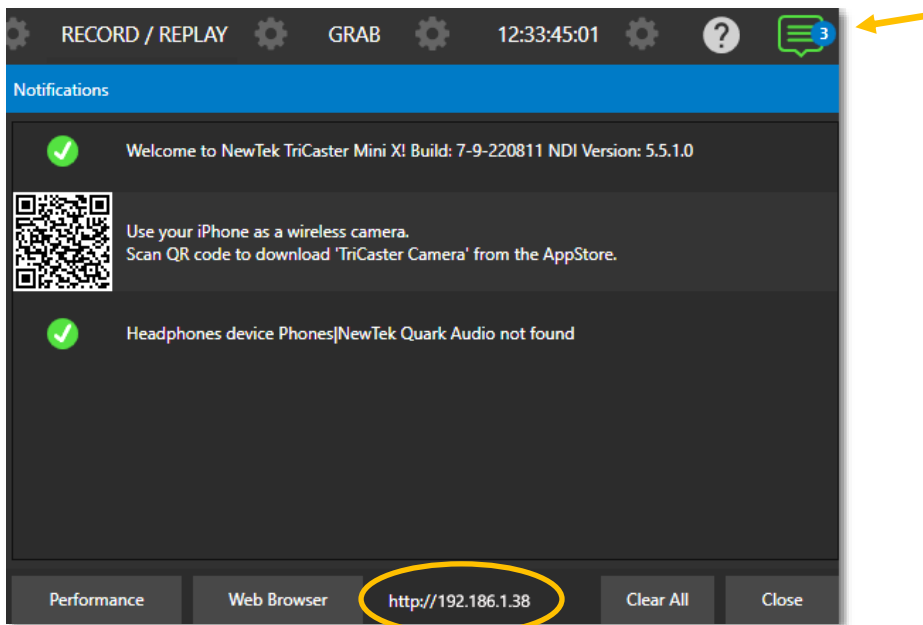 RECORD / REPLAY GRAB 12:33:45:01 ? 3
Notifications
Welcome to NewTek TriCaster Mini X! Build: 7-9-220811 NDI Version: 5.5.1.0
Use your iPhone as a wireless camera.
Scan QR code to download 'TriCaster Camera' from the AppStore.
Headphones device Phones|NewTek Quark Audio not found
Performance Web Browser http://192.186.1.38 Clear All Close